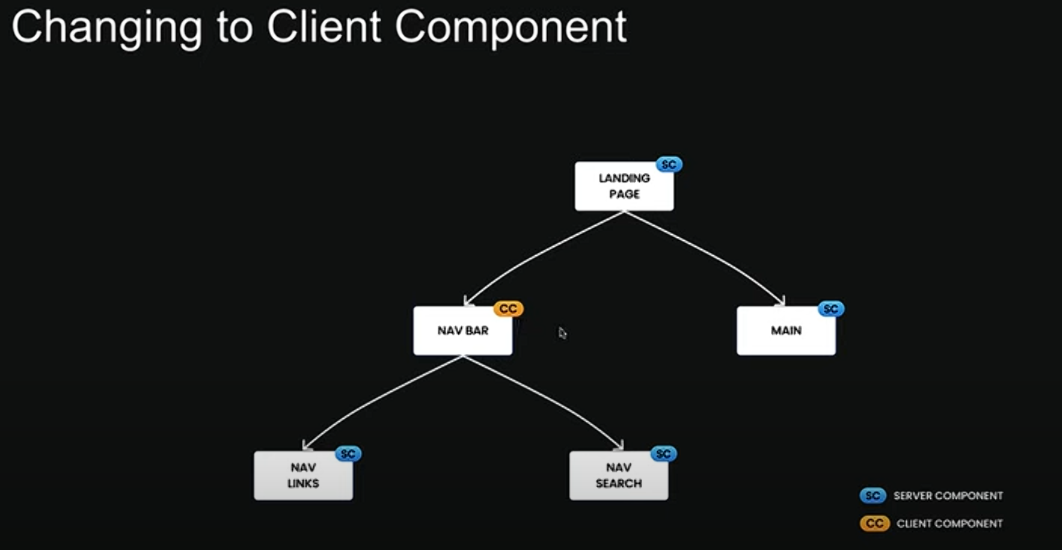 Changing to Client Component
SC
LANDING
PAGE
CC
NAV BAR
SC
MAIN
SC
NAV
LINKS
SC
NAV
SEARCH
SC SERVER COMPONENT
CC CLIENT COMPONENT